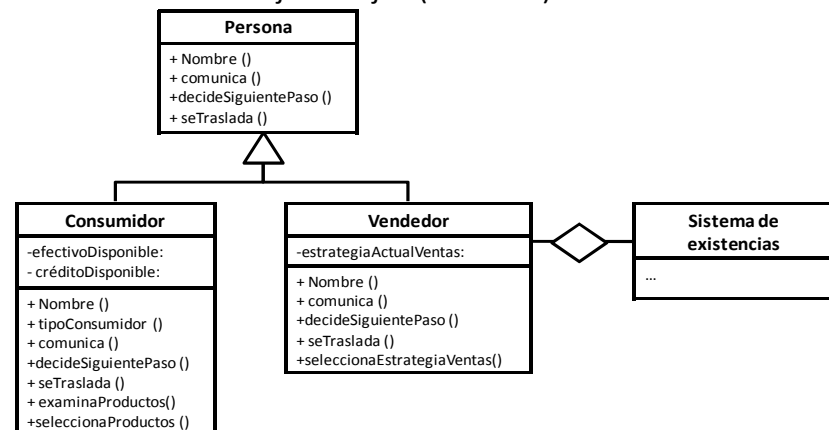 Persona
+ Nombre ()
+ comunica ()
+decideSiguientePaso ()
+ seTraslada ()
Consumidor
-efectivoDisponible:
- créditoDisponible:
+ Nombre ()
+ tipoConsumidor ()
+ comunica ()
+decideSiguientePaso ()
+ seTraslada ()
+ examinaProductos()
+seleccionaProductos ()
Vendedor
-estrategiaActualVentas:
+ Nombre ()
+ comunica ()
+decideSiguientePaso ()
+ seTraslada ()
+seleccionaEstrategiaVentas()
Sistema de
existencias
...